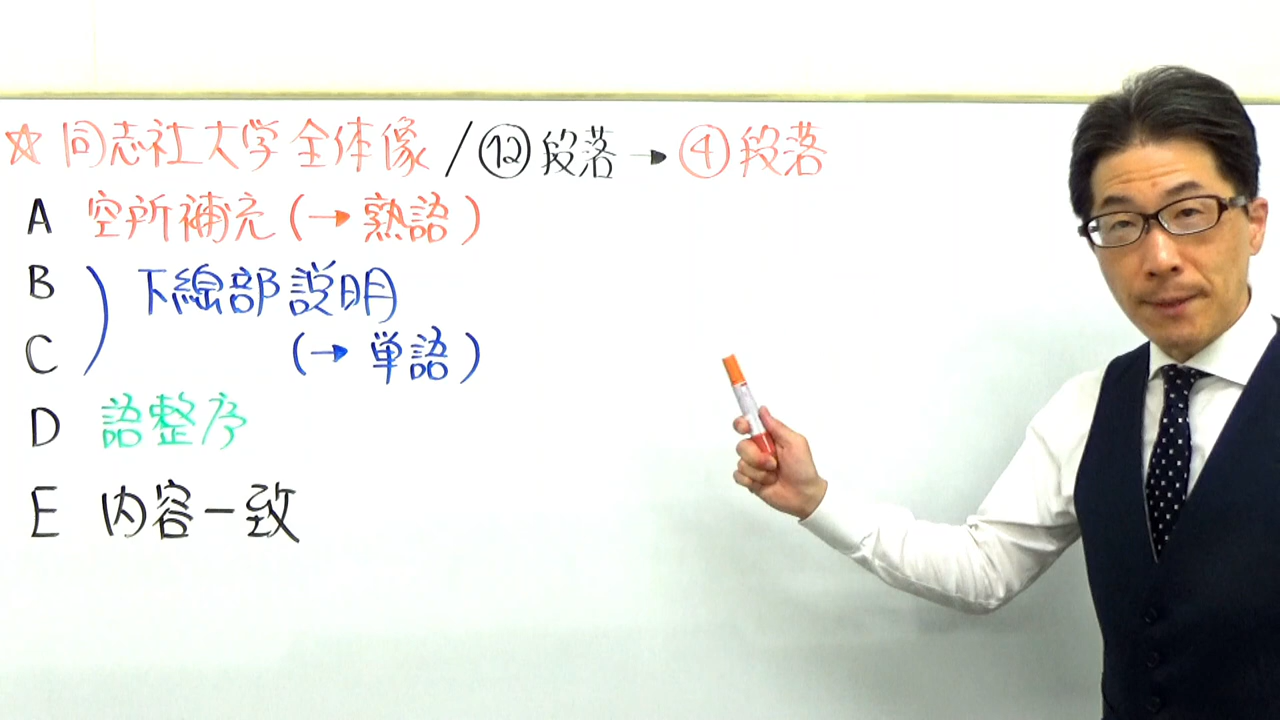 ☆同志社大学全体像/⑫段落→④段落
A 空所補充(→熟語)
B 下線部説明
C (→単語)
D 語整序
E 内容一致